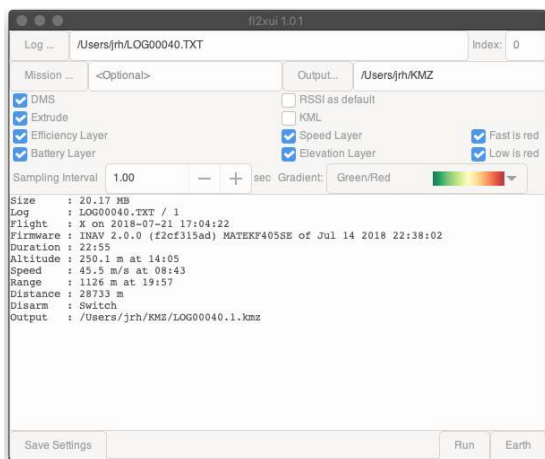 fl2xui 1.0.1
Log ... /Users/jrh/LOG00040.TXT Index: 0
Mission ... <Optional> Output... /Users/jrh/KMZ
DMS RSSI as default
Extrude KML
Efficiency Layer Speed Layer Fast is red
Battery Layer Elevation Layer Low is red
Sampling Interval 1.00 — + sec Gradient: Green/Red
Size : 20.17 MB
Log : LOG00040.TXT / 1
Flight : X on 2018-07-21 17:04:22
Firmware : INAV 2.0.0 (f2cf315ad) MATEKF405SE of Jul 14 2018 22:38:02
Duration : 22:55
Altitude : 250.1 m at 14:05
Speed : 45.5 m/s at 08:43
Range : 1126 m at 19:57
Distance : 28733 m
Disarm : Switch
Output : /Users/jrh/KMZ/LOG00040.1.kmz
Save Settings Run Earth